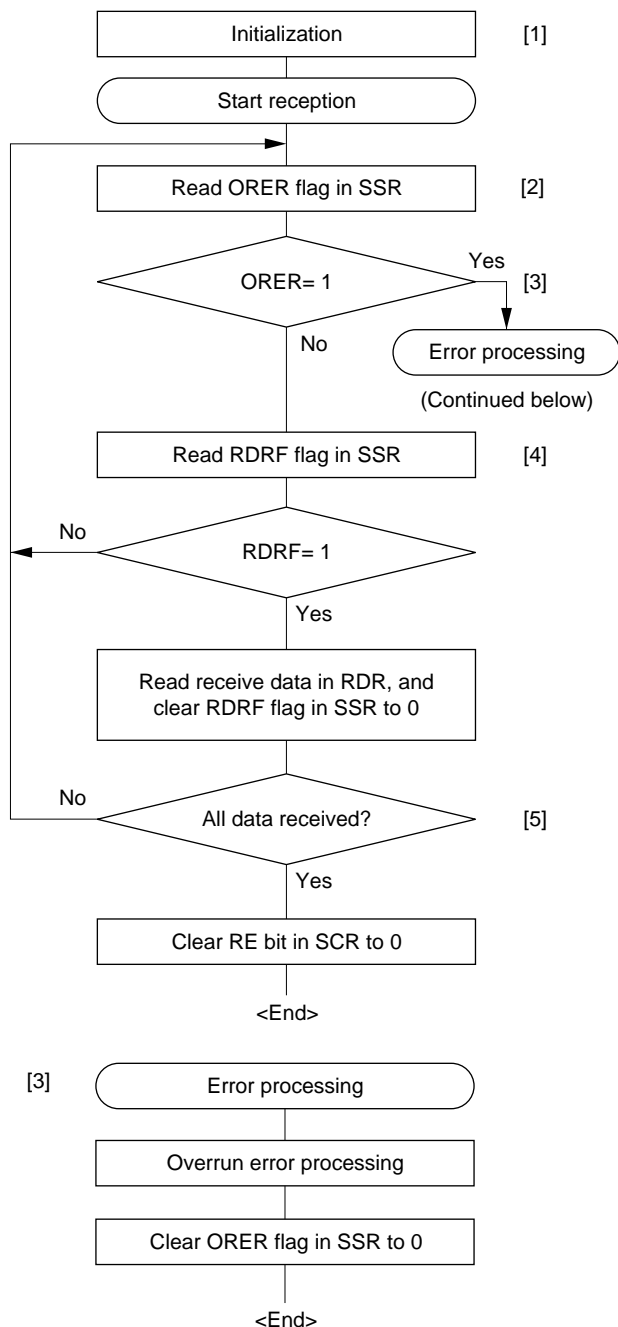 Initialization [1]
Start reception
Read ORER flag in SSR [2]
Yes
ORER= 1 [3]
No
Error processing
(Continued below)
Read RDRF flag in SSR [4]
No
RDRF= 1
Yes
Read receive data in RDR, and
clear RDRF flag in SSR to 0
No
All data received? [5]
Yes
Clear RE bit in SCR to 0
<End>
[3] Error processing
Overrun error processing
Clear ORER flag in SSR to 0
<End>